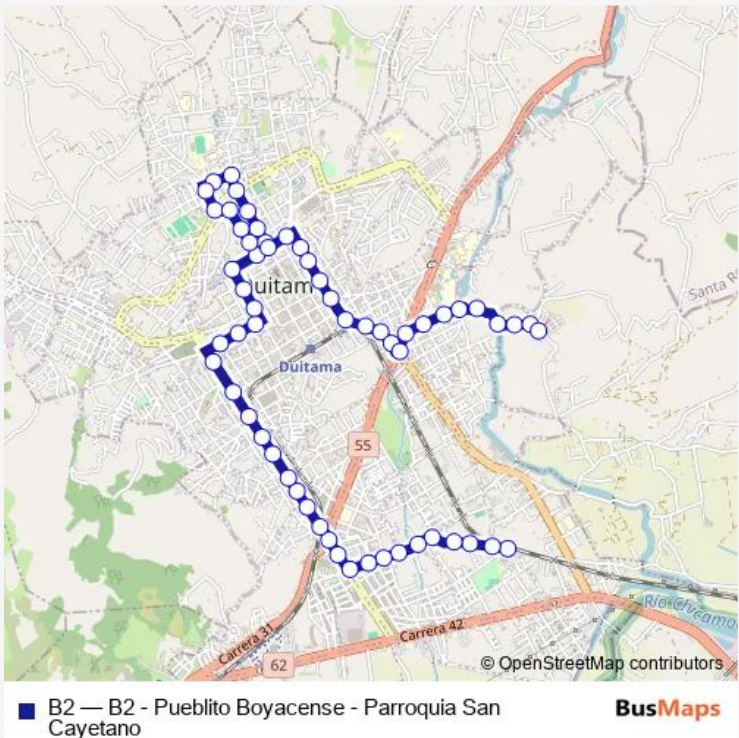 uitam
Duitama
Santa R
55
Río Chicamo
Carrera 31
Carrera 42
62
© OpenStreetMap contributors
B2 — B2 - Pueblito Boyacense - Parroquia San
Cayetano
BusMaps